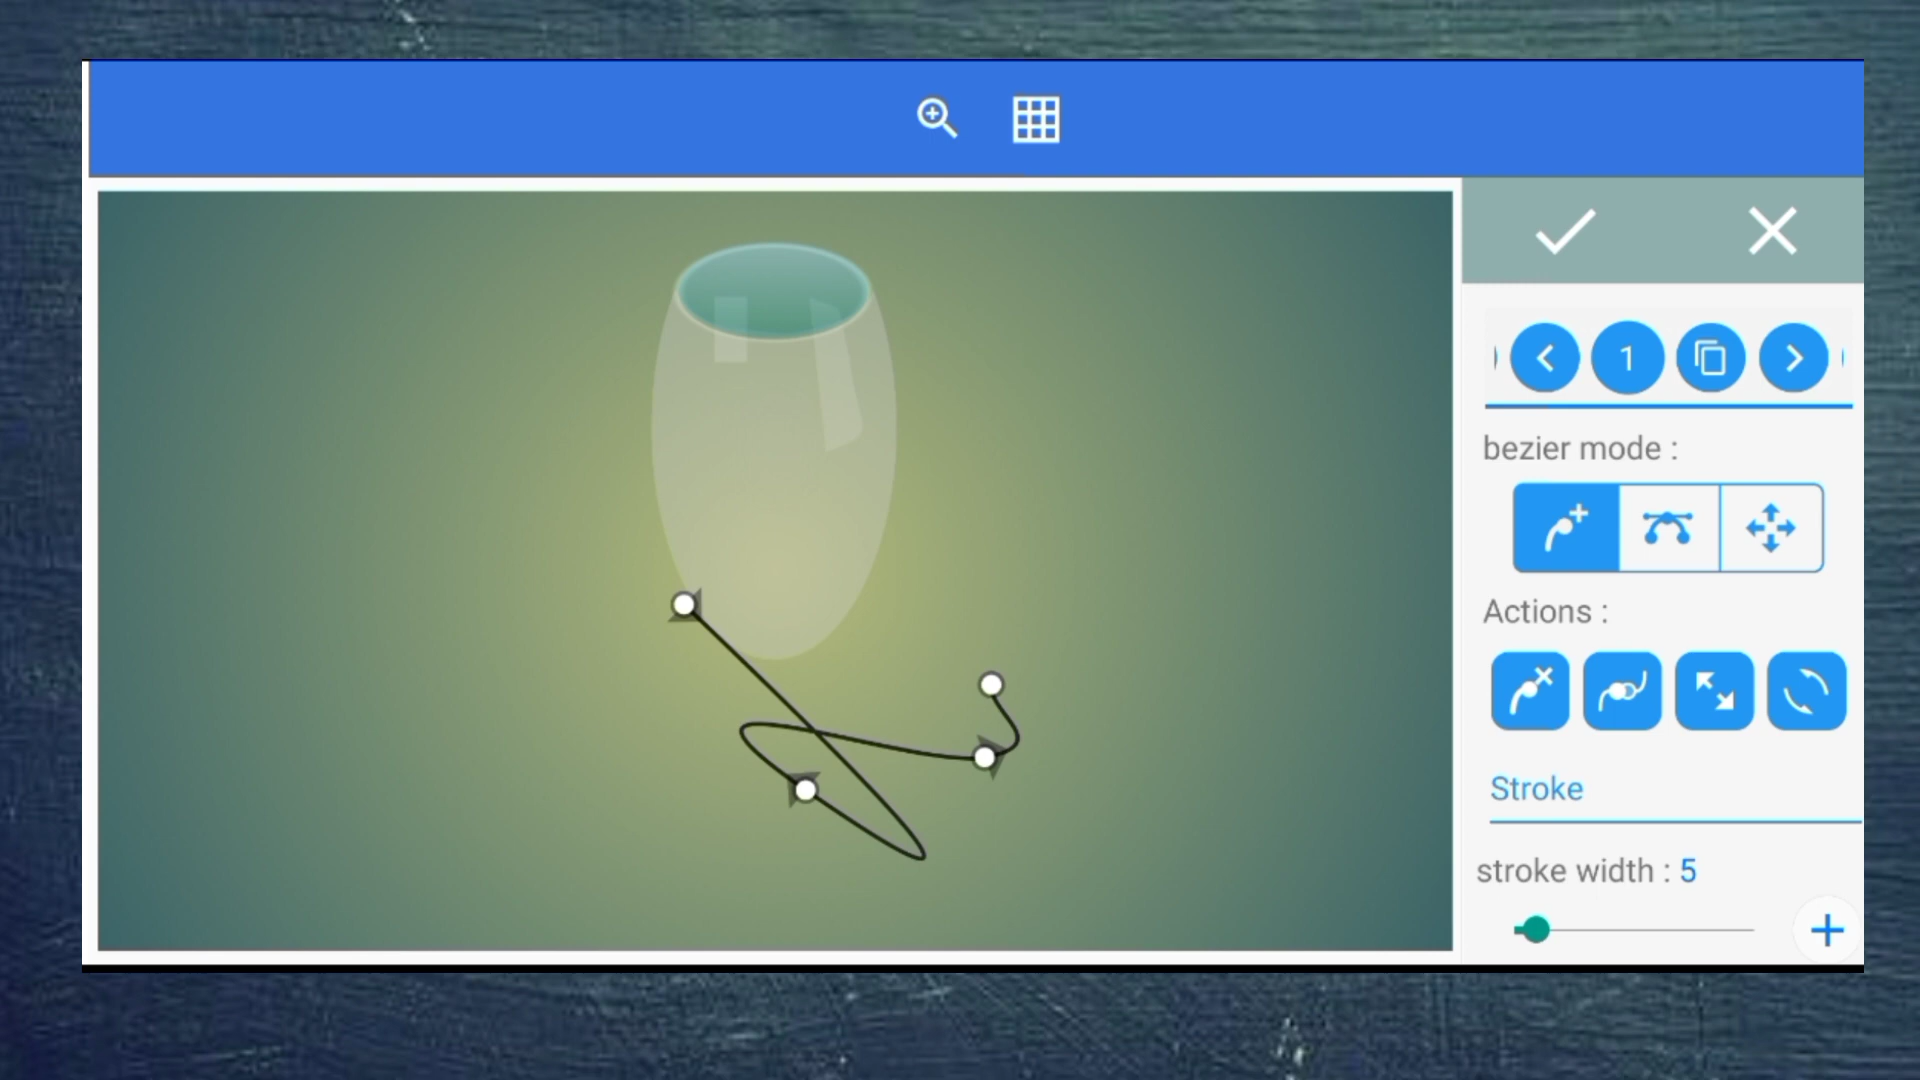 1
bezier mode :
Actions :
Stroke
stroke width : 5